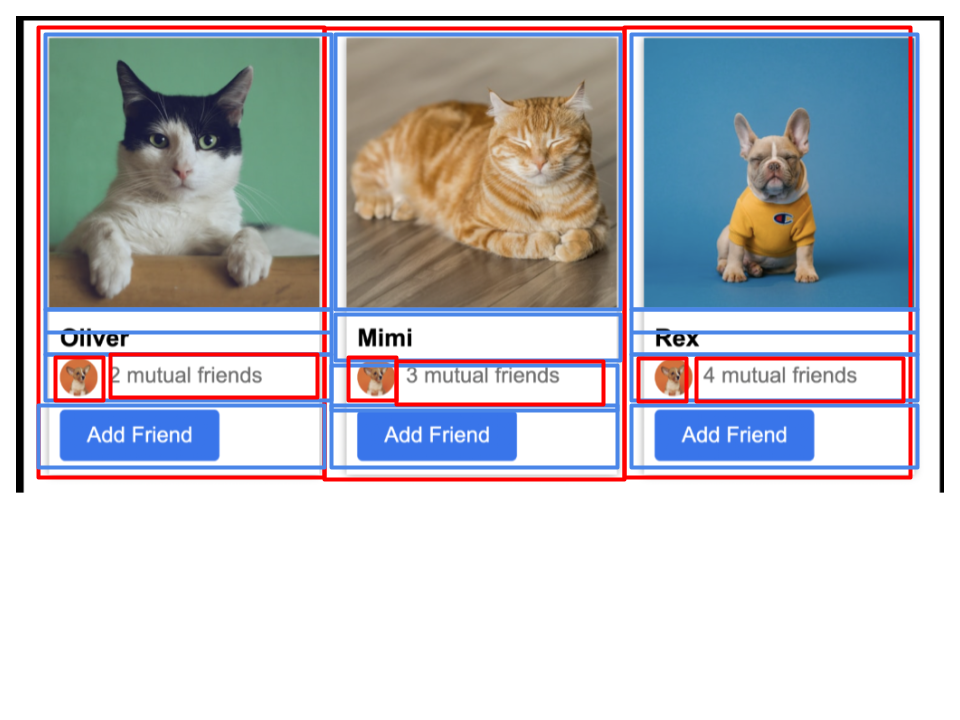 Oliver
2 mutual friends
Add Friend
Mimi
3 mutual friends
Add Friend
Rex
4 mutual friends
Add Friend